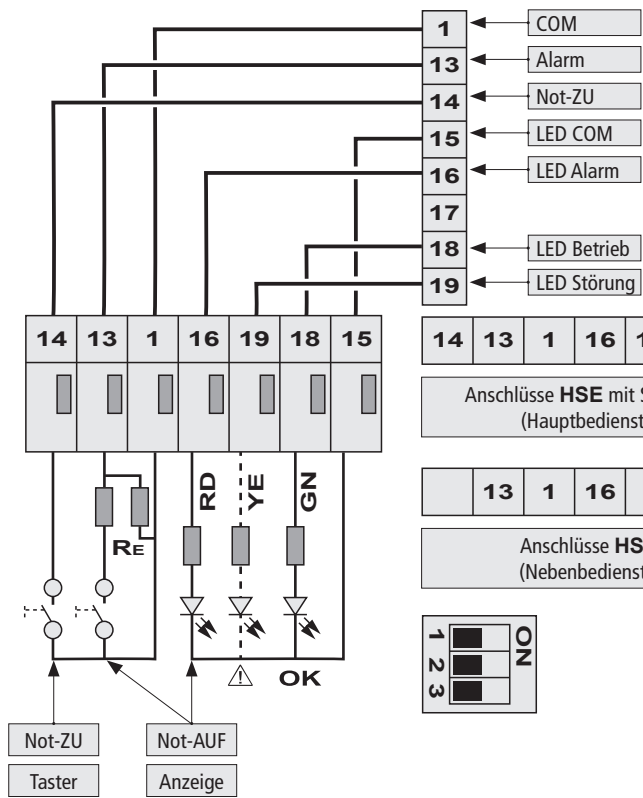 1 COM
13 Alarm
14 Not-ZU
15 LED COM
16 LED Alarm
17
18 LED Betrieb
19 LED Störung
14 13 1 16 19 18 15
14 13 1 16
Anschlüsse HSE mit
(Hauptbedienst
RD YE GN
RE
13 1 16
Anschlüsse
(Nebenbedienst
OK
ON
1
2
3
Not-ZU Not-AUF
Taster Anzeige